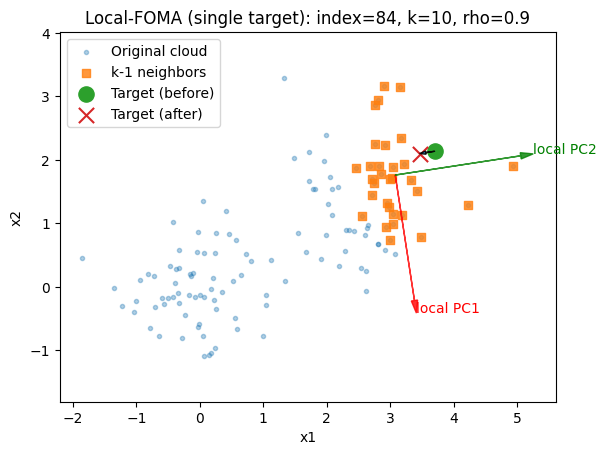 Local-FOMA (single target): index=84, k=10, rho=0.9
Original cloud
k-1 neighbors
Target (before)
Target (after)
local PC2
local PC1
x2
4
3
2
1
0
−1
−2
−1
0
1
2
3
4
5
x1